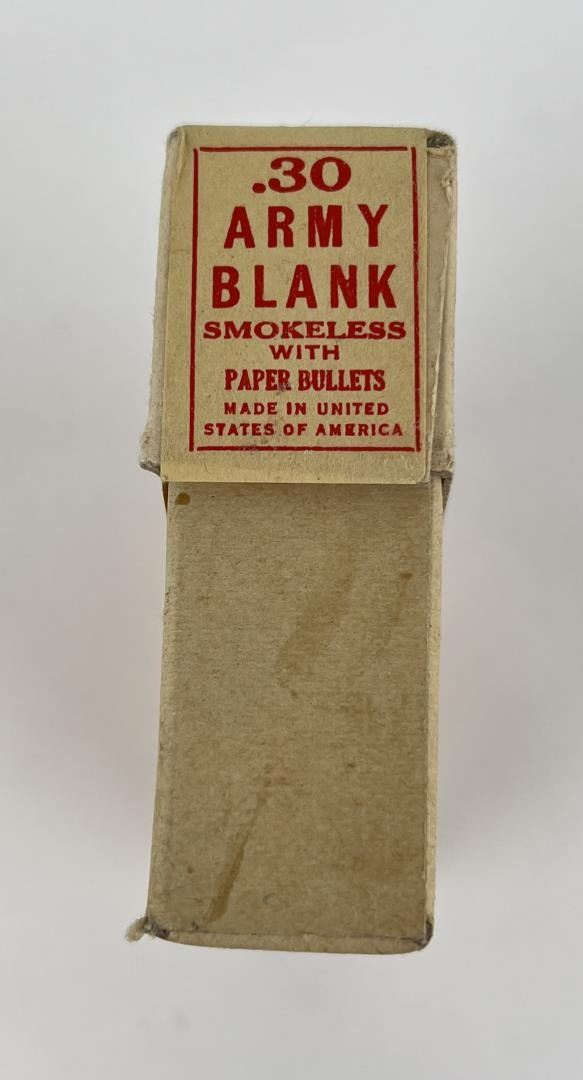 .30
ARMY
BLANK
SMOKELESS
WITH
PAPER BULLETS
MADE IN UNITED
STATES OF AMERICA